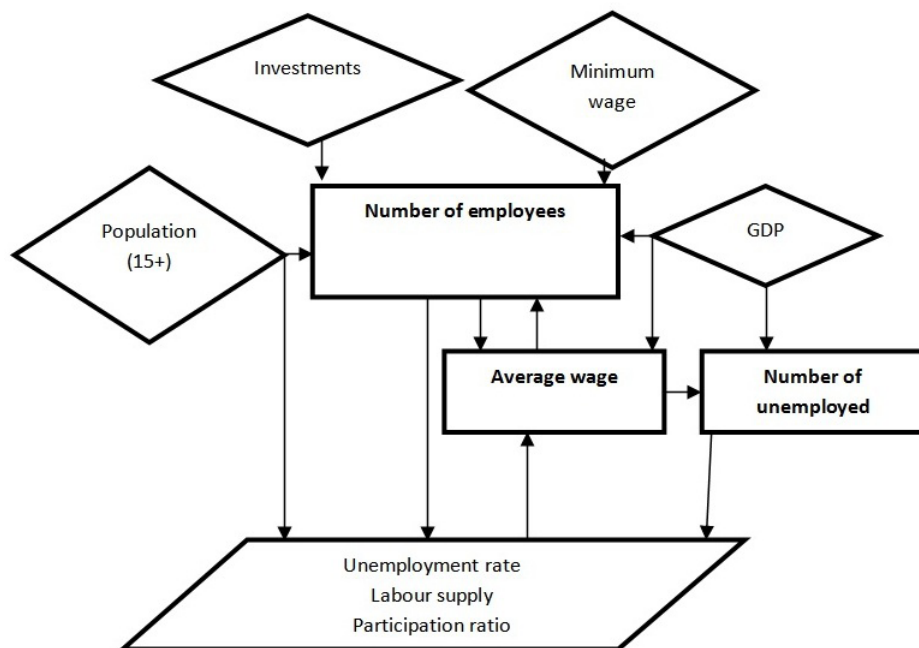 Investments
Minimum
wage
Number of employees
Population
(15+)
GDP
Average wage
Number of
unemployed
Unemployment rate
Labour supply
Participation ratio